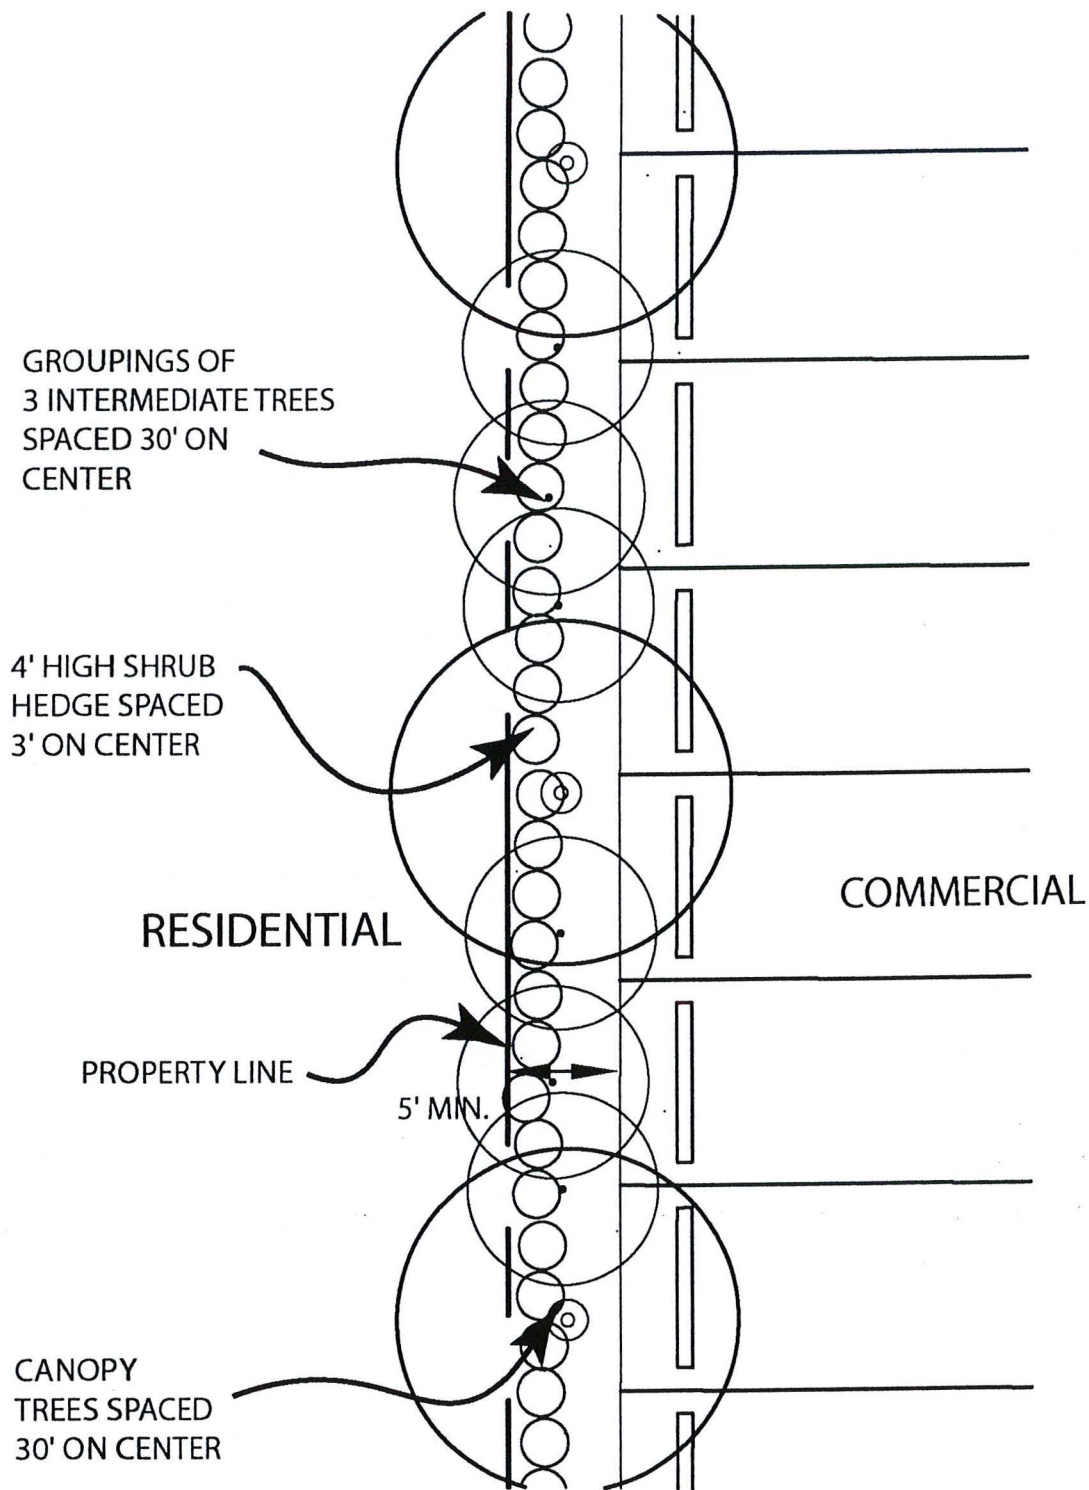 GROUPINGS OF
3 INTERMEDIATE TREES
SPACED 30' ON
CENTER
4' HIGH SHRUB
HEDGE SPACED
3' ON CENTER
RESIDENTIAL
COMMERCIAL
PROPERTY LINE
5' MIN.
CANOPY
TREES SPACED
30' ON CENTER